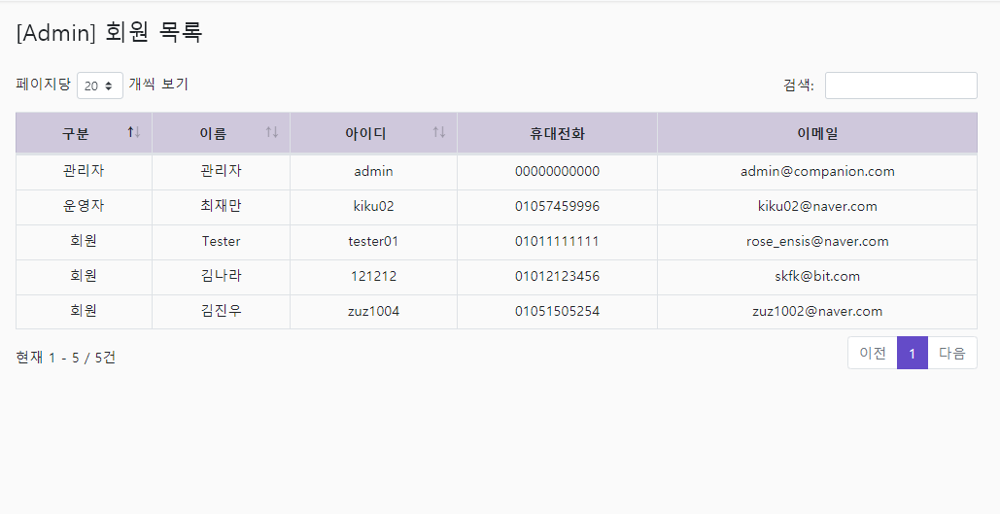 [Admin] 회원 목록
페이지당 20 개씩 보기 검색:
구분 이름 아이디 휴대전화 이메일
관리자 관리자 admin 00000000000 admin@companion.com
운영자 최재만 kiku02 01057459996 kiku02@naver.com
회원 Tester tester01 01011111111 rose_ensis@naver.com
회원 김나라 121212 01012123456 skfk@bit.com
회원 김진우 zuz1004 01051505254 zuz1002@naver.com
현재 1 - 5 / 5건 이전 1 다음